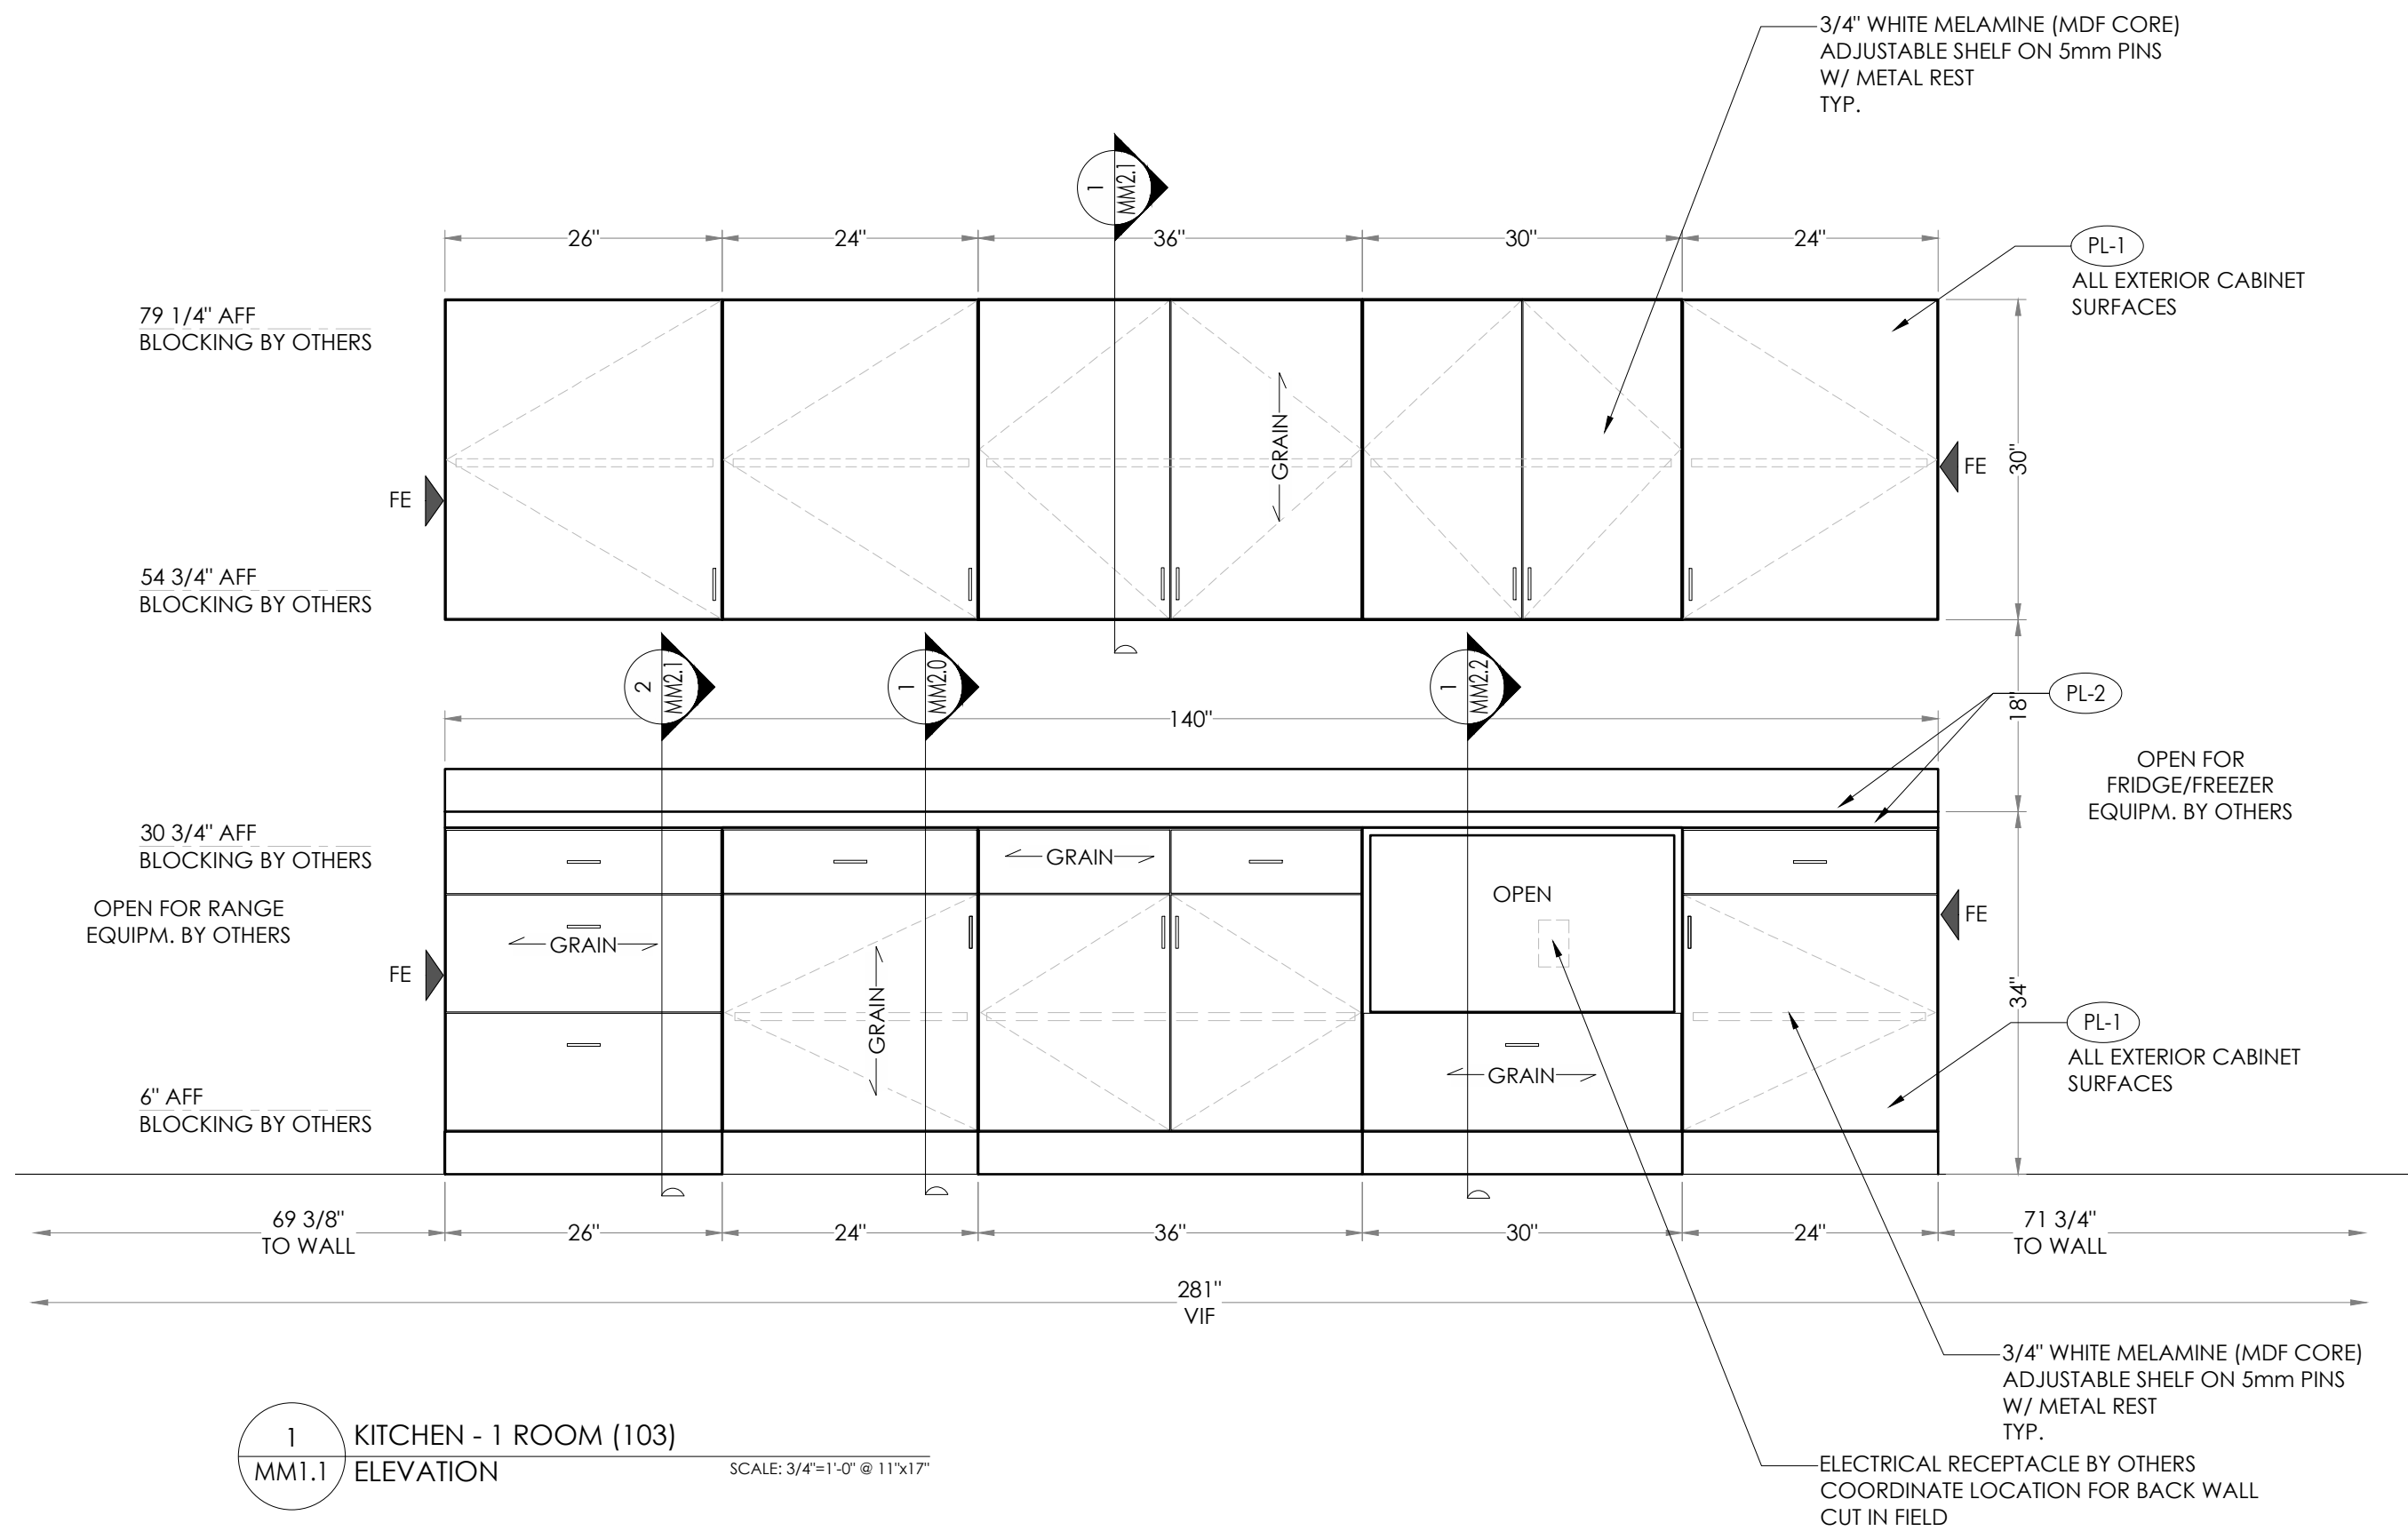 3/4" WHITE MELAMINE (MDF CORE)
ADJUSTABLE SHELF ON 5mm PINS
W/ METAL REST
TYP.
1
MM2.1
26"
24"
36"
30"
24"
PL-1
ALL EXTERIOR CABINET
SURFACES
79 1/4" AFF
BLOCKING BY OTHERS
GRAIN
30"
FE
FE
54 3/4" AFF
BLOCKING BY OTHERS
2
MM2.1
1
MM2.0
1
MM2.2
140"
18"
PL-2
OPEN FOR
FRIDGE/FREEZER
EQUIPM. BY OTHERS
30 3/4" AFF
BLOCKING BY OTHERS
GRAIN
OPEN
OPEN FOR RANGE
EQUIPM. BY OTHERS
GRAIN
FE
FE
GRAIN
34"
PL-1
ALL EXTERIOR CABINET
SURFACES
GRAIN
6" AFF
BLOCKING BY OTHERS
69 3/8"
TO WALL
26"
24"
36"
30"
24"
71 3/4"
TO WALL
281"
VIF
3/4" WHITE MELAMINE (MDF CORE)
ADJUSTABLE SHELF ON 5mm PINS
W/ METAL REST
TYP.
ELECTRICAL RECEPTACLE BY OTHERS
COORDINATE LOCATION FOR BACK WALL
CUT IN FIELD
1
MM1.1
KITCHEN - 1 ROOM (103)
ELEVATION
SCALE: 3/4"=1'-0" @ 11"x17"